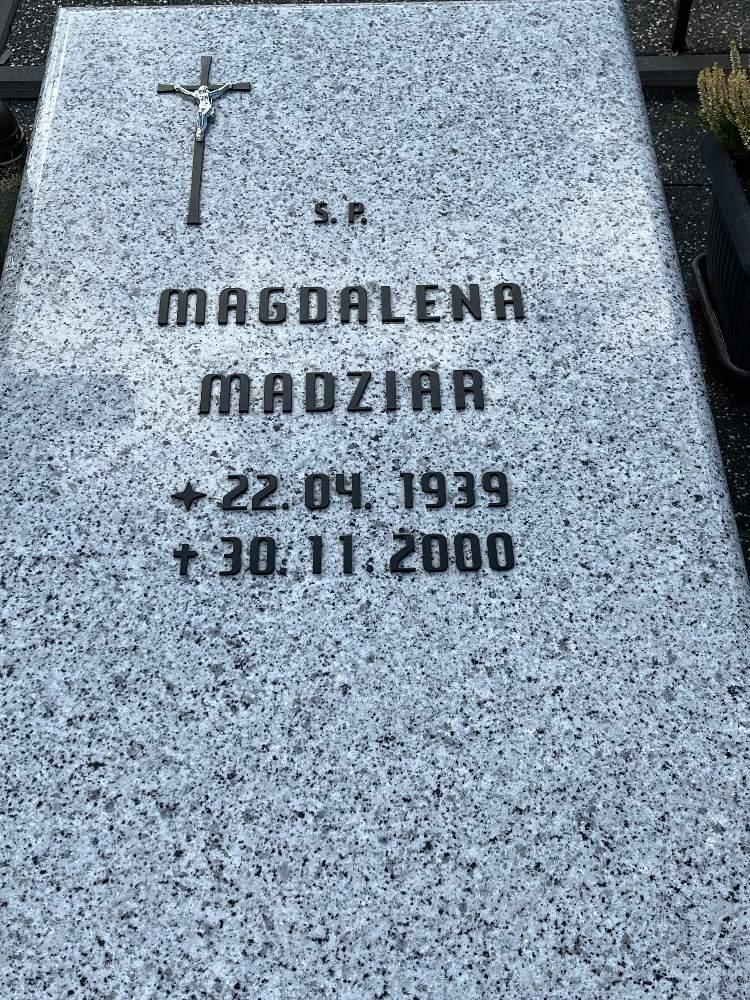 S. P.
MAGDALENA
MADZIAR
22. 04. 1939
30. 11. 2000